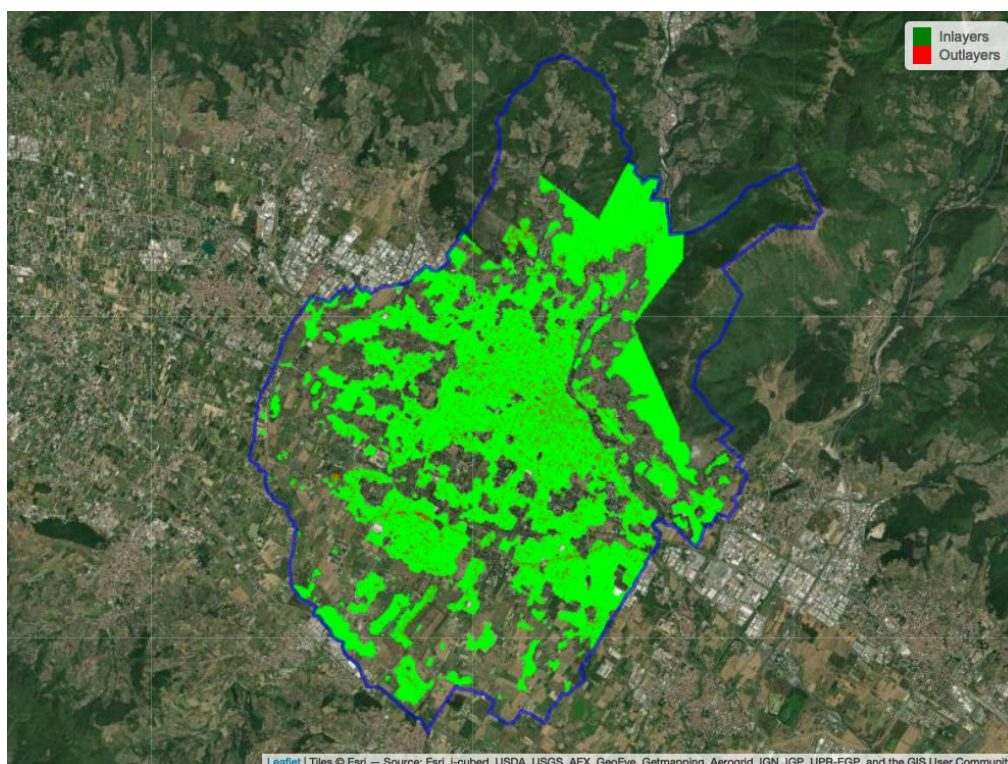 Inlayers
Outlayers
Leaflet | Tiles © Esri — Source: Esri, i-cubed, USDA, USGS, AEX, GeoEye, Getmapping, Aerogrid, IGN, IGP, UPR-EGP, and the GIS User Commun